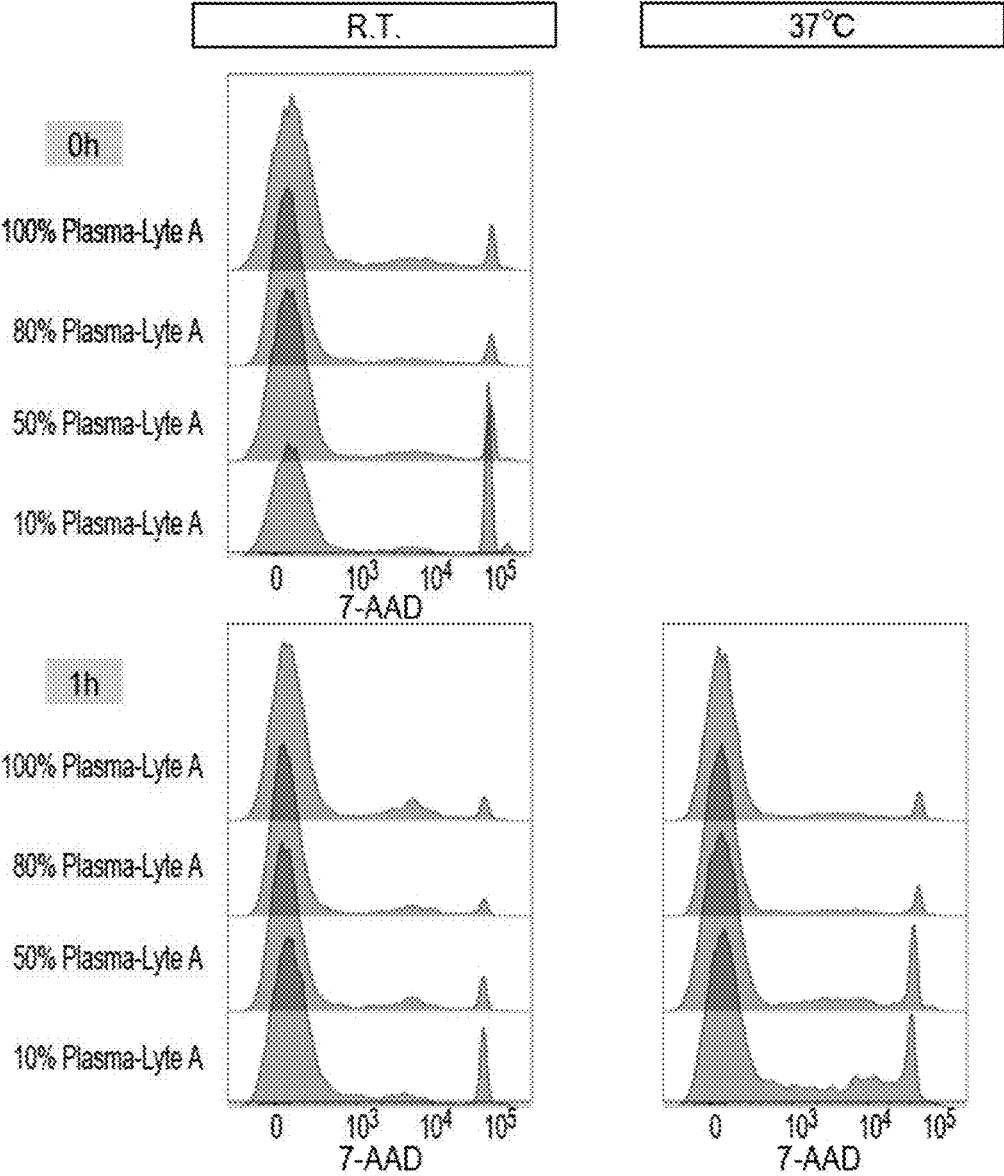 R.T.
37°C
0h
100% Plasma-Lyte A
80% Plasma-Lyte A
50% Plasma-Lyte A
10% Plasma-Lyte A
0 10³ 10⁴ 10⁵
7-AAD
1h
100% Plasma-Lyte A
80% Plasma-Lyte A
50% Plasma-Lyte A
10% Plasma-Lyte A
0 10³ 10⁴ 10⁵
7-AAD
0 10³ 10⁴ 10⁵
7-AAD